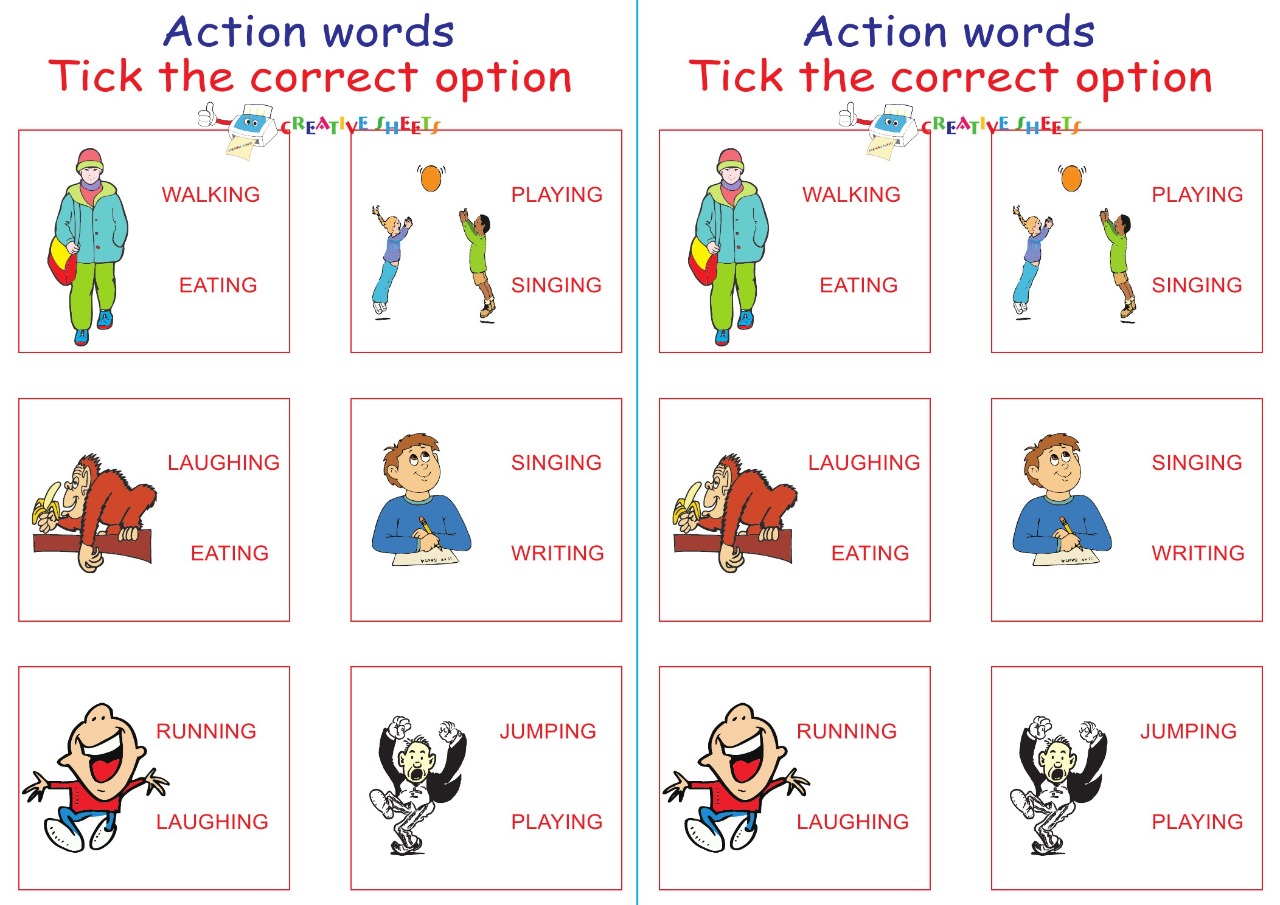 Action words
Tick the correct option
CREATIVE SHEETS
WALKING
EATING
PLAYING
SINGING
LAUGHING
EATING
SINGING
WRITING
RUNNING
LAUGHING
JUMPING
PLAYING
Action words
Tick the correct option
CREATIVE SHEETS
WALKING
EATING
PLAYING
SINGING
LAUGHING
EATING
SINGING
WRITING
RUNNING
LAUGHING
JUMPING
PLAYING